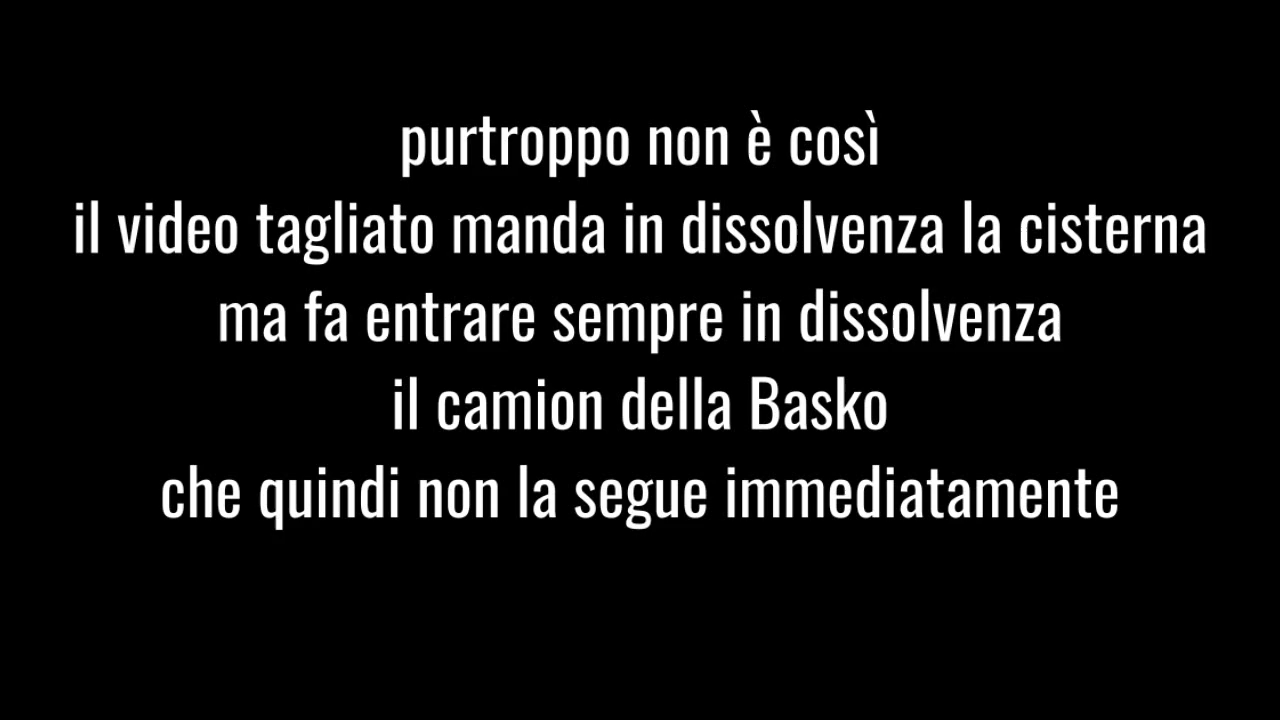 purtroppo non è così
il video tagliato manda in dissolvenza la cisterna
ma fa entrare sempre in dissolvenza
il camion della Basko
che quindi non la segue immediatamente